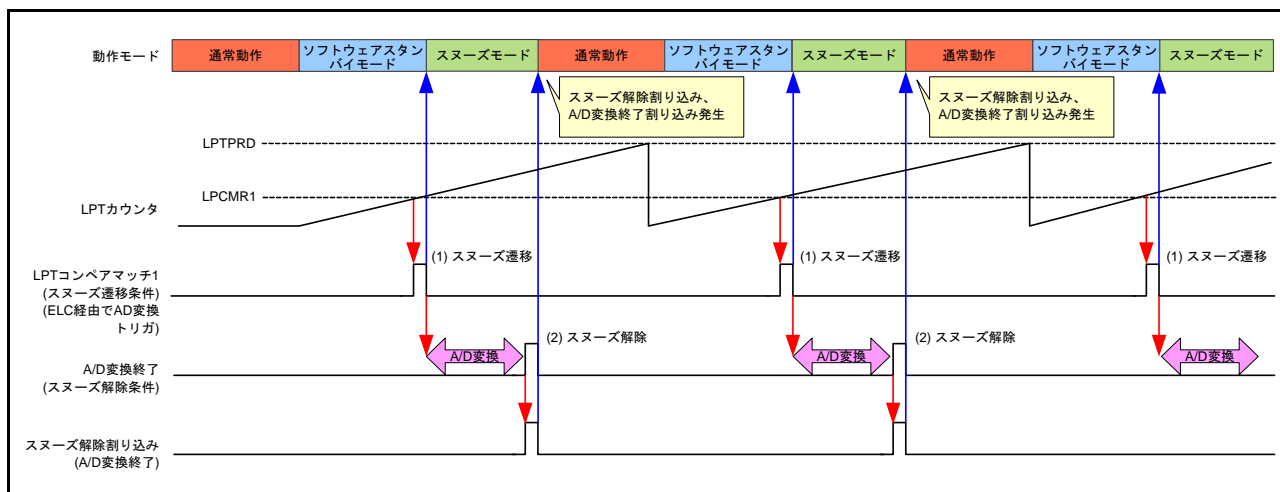 動作モード
通常動作
ソフトウェアスタン
バイモード
スヌーズモード
通常動作
ソフトウェアスタン
バイモード
スヌーズモード
通常動作
ソフトウェアスタン
バイモード
スヌーズモード
スヌーズ解除割り込み、
A/D変換終了割り込み発生
スヌーズ解除割り込み、
A/D変換終了割り込み発生
LPTPRD
LPCMR1
LPTカウンタ
(1) スヌーズ遷移
(1) スヌーズ遷移
(1) スヌーズ遷移
LPTコンペアマッチ1
(スヌーズ遷移条件)
(ELC経由でAD変換
トリガ)
(2) スヌーズ解除
(2) スヌーズ解除
A/D変換
A/D変換
A/D変換
A/D変換終了
(スヌーズ解除条件)
スヌーズ解除割り込み
(A/D変換終了)